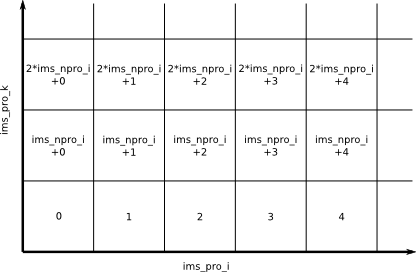 2*ims_npro_i 2*ims_npro_i 2*ims_npro_i 2*ims_npro_i 2*ims_npro_i
+0 +1 +2 +3 +4
ims_npro_i ims_npro_i ims_npro_i ims_npro_i ims_npro_i
+0 +1 +2 +3 +4
0 1 2 3 4
ims_pro_k
ims_pro_i